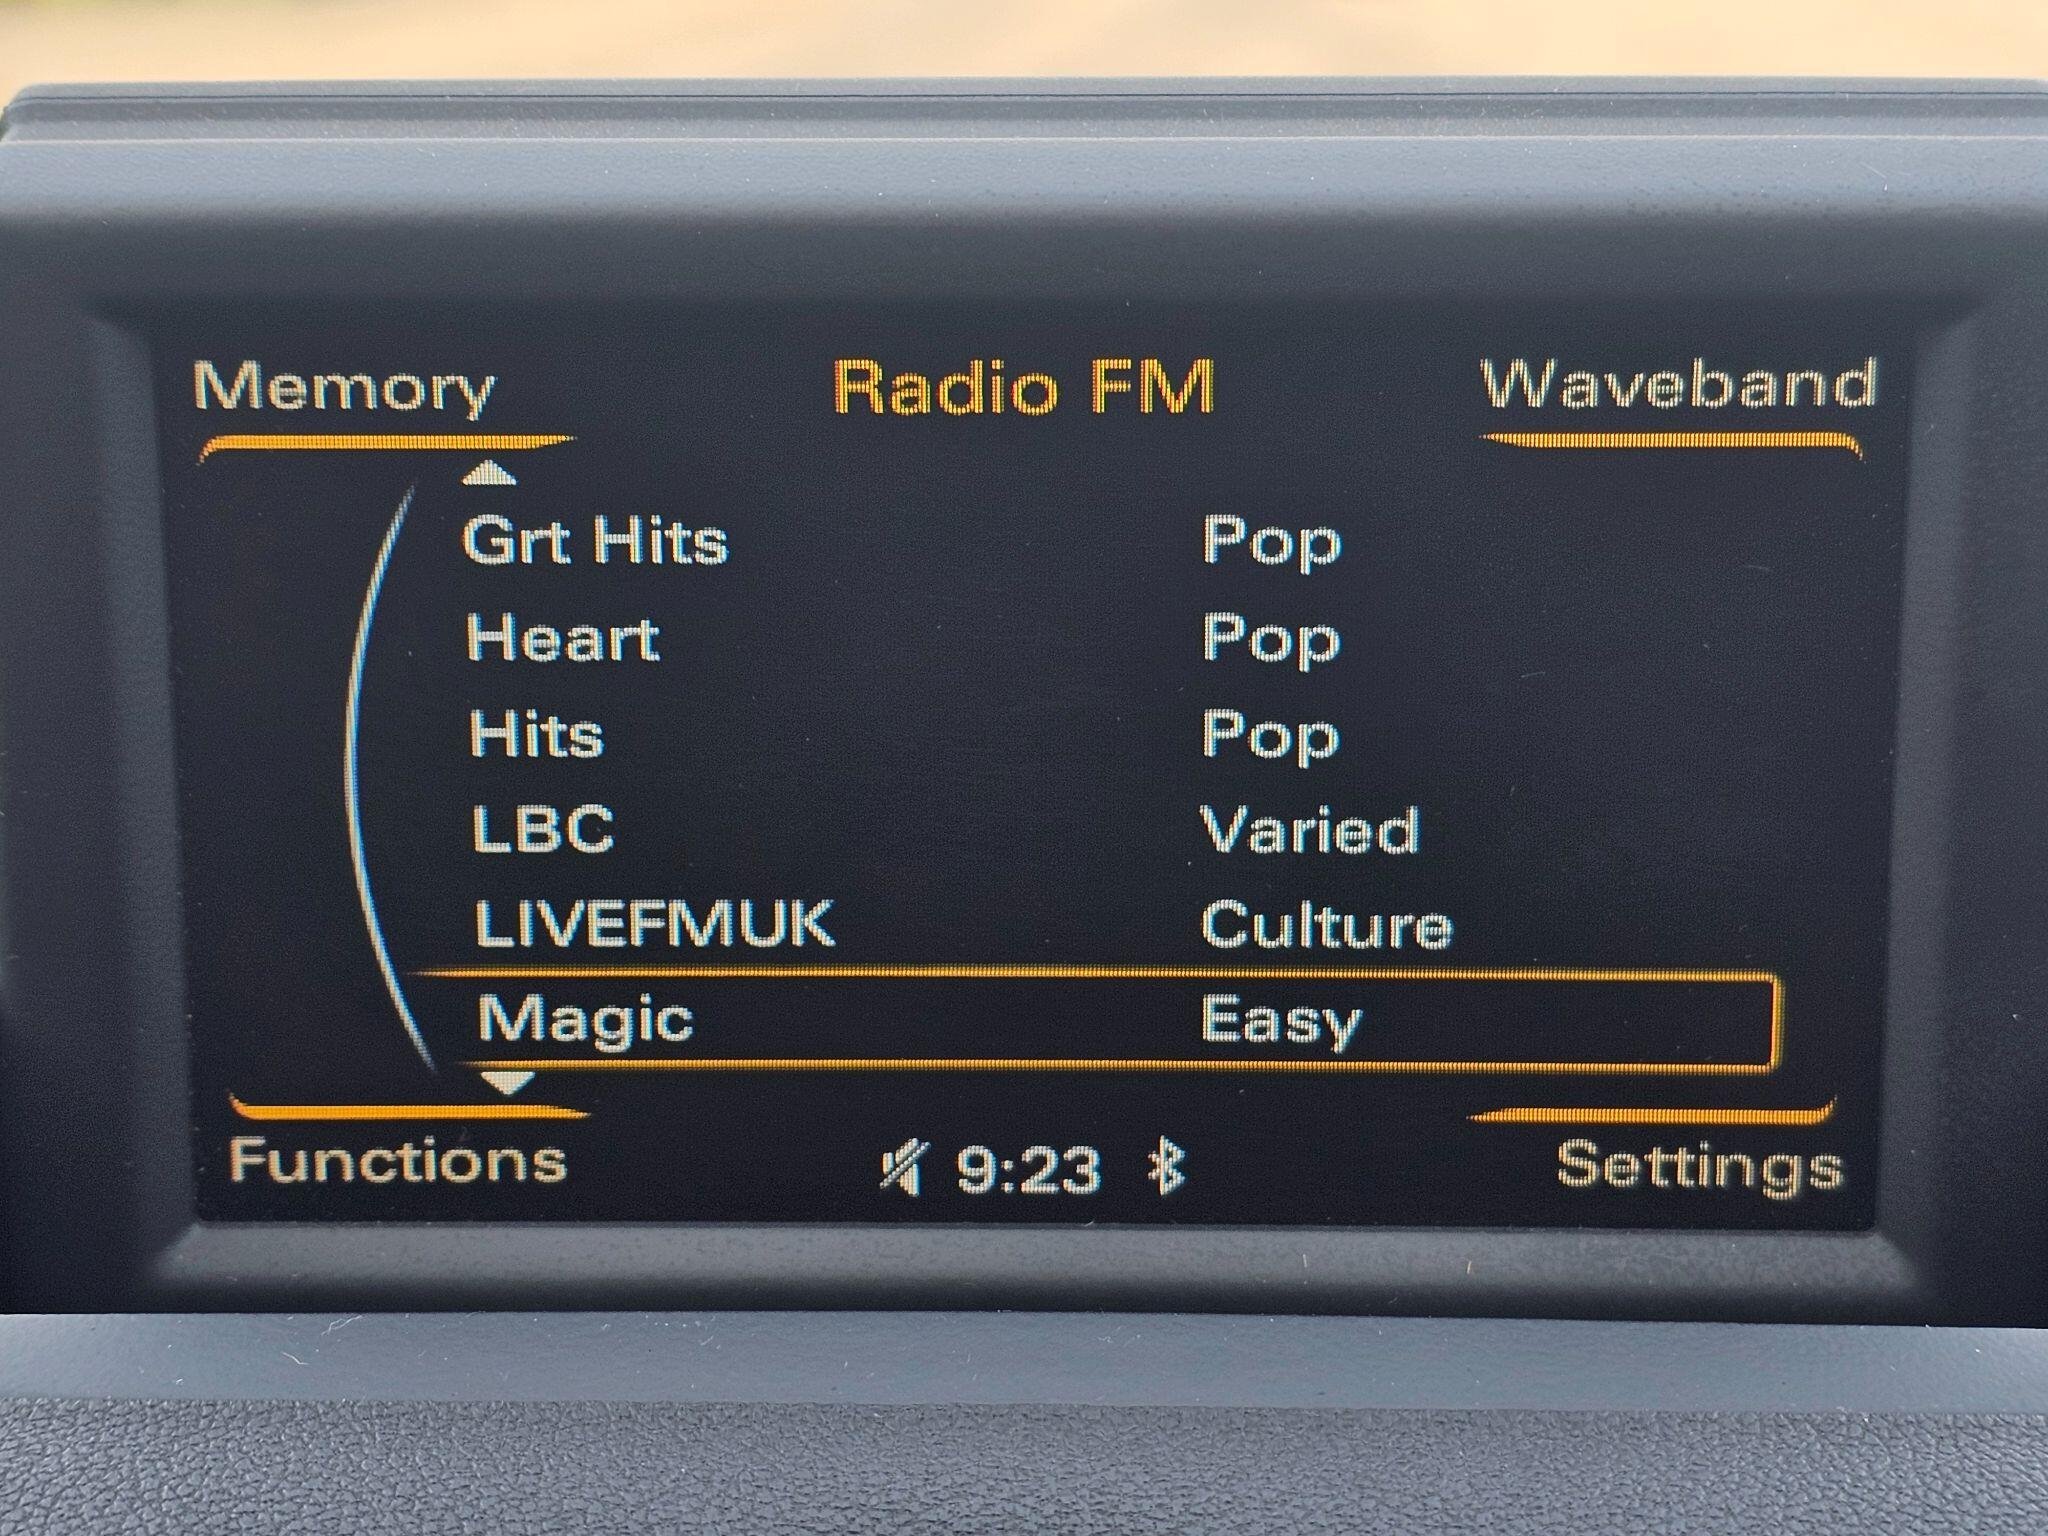 Memory Radio FM Waveband
Grt Hits Pop
Heart Pop
Hits Pop
LBC Varied
LIVEFMUK Culture
Magic Easy
Functions 9:23 Settings